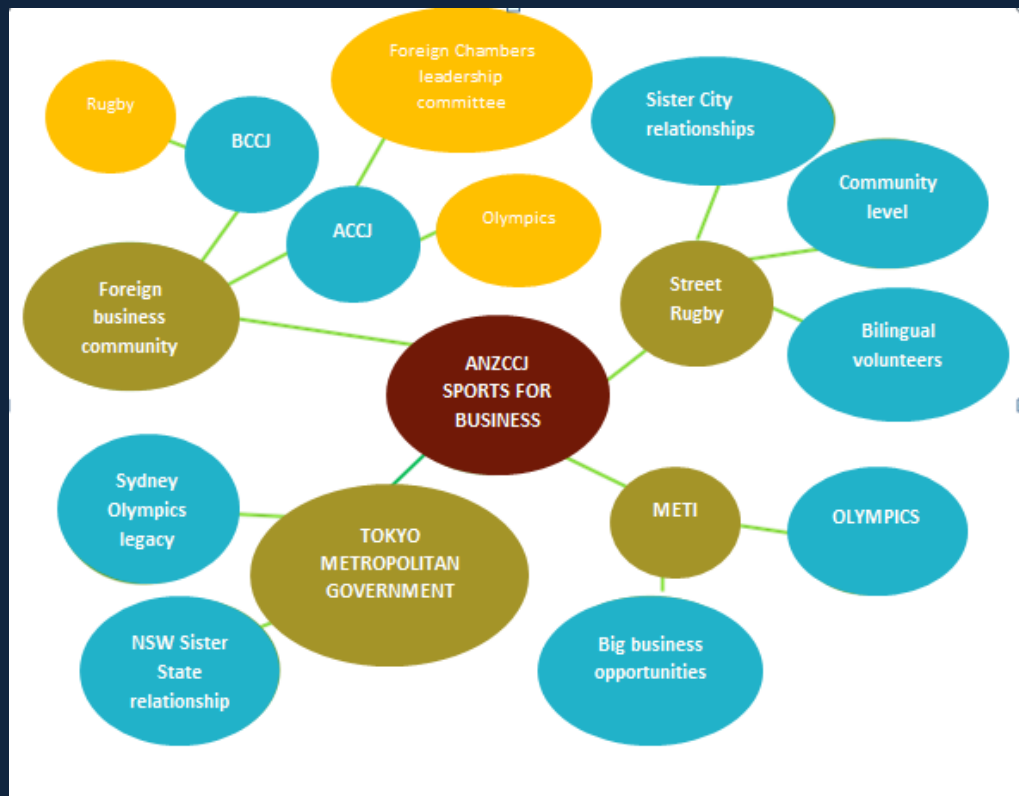 Foreign Chambers
leadership
committee
Rugby
BCCJ
ACCJ
Olympics
Foreign
business
community
Sister City
relationships
Community
level
Street
Rugby
Bilingual
volunteers
ANZCCJ
SPORTS FOR
BUSINESS
Sydney
Olympics
legacy
TOKYO
METROPOLITAN
GOVERNMENT
NSW Sister
State
relationship
METI
OLYMPICS
Big business
opportunities